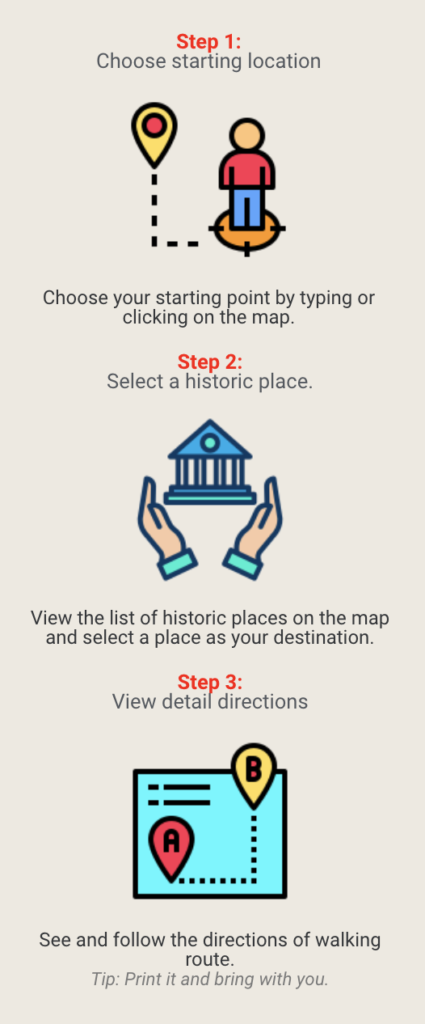 Step 1:
Choose starting location
Choose your starting point by typing or
clicking on the map.
Step 2:
Select a historic place.
View the list of historic places on the map
and select a place as your destination.
Step 3:
View detail directions
B
A
See and follow the directions of walking
route.
Tip: Print it and bring with you.